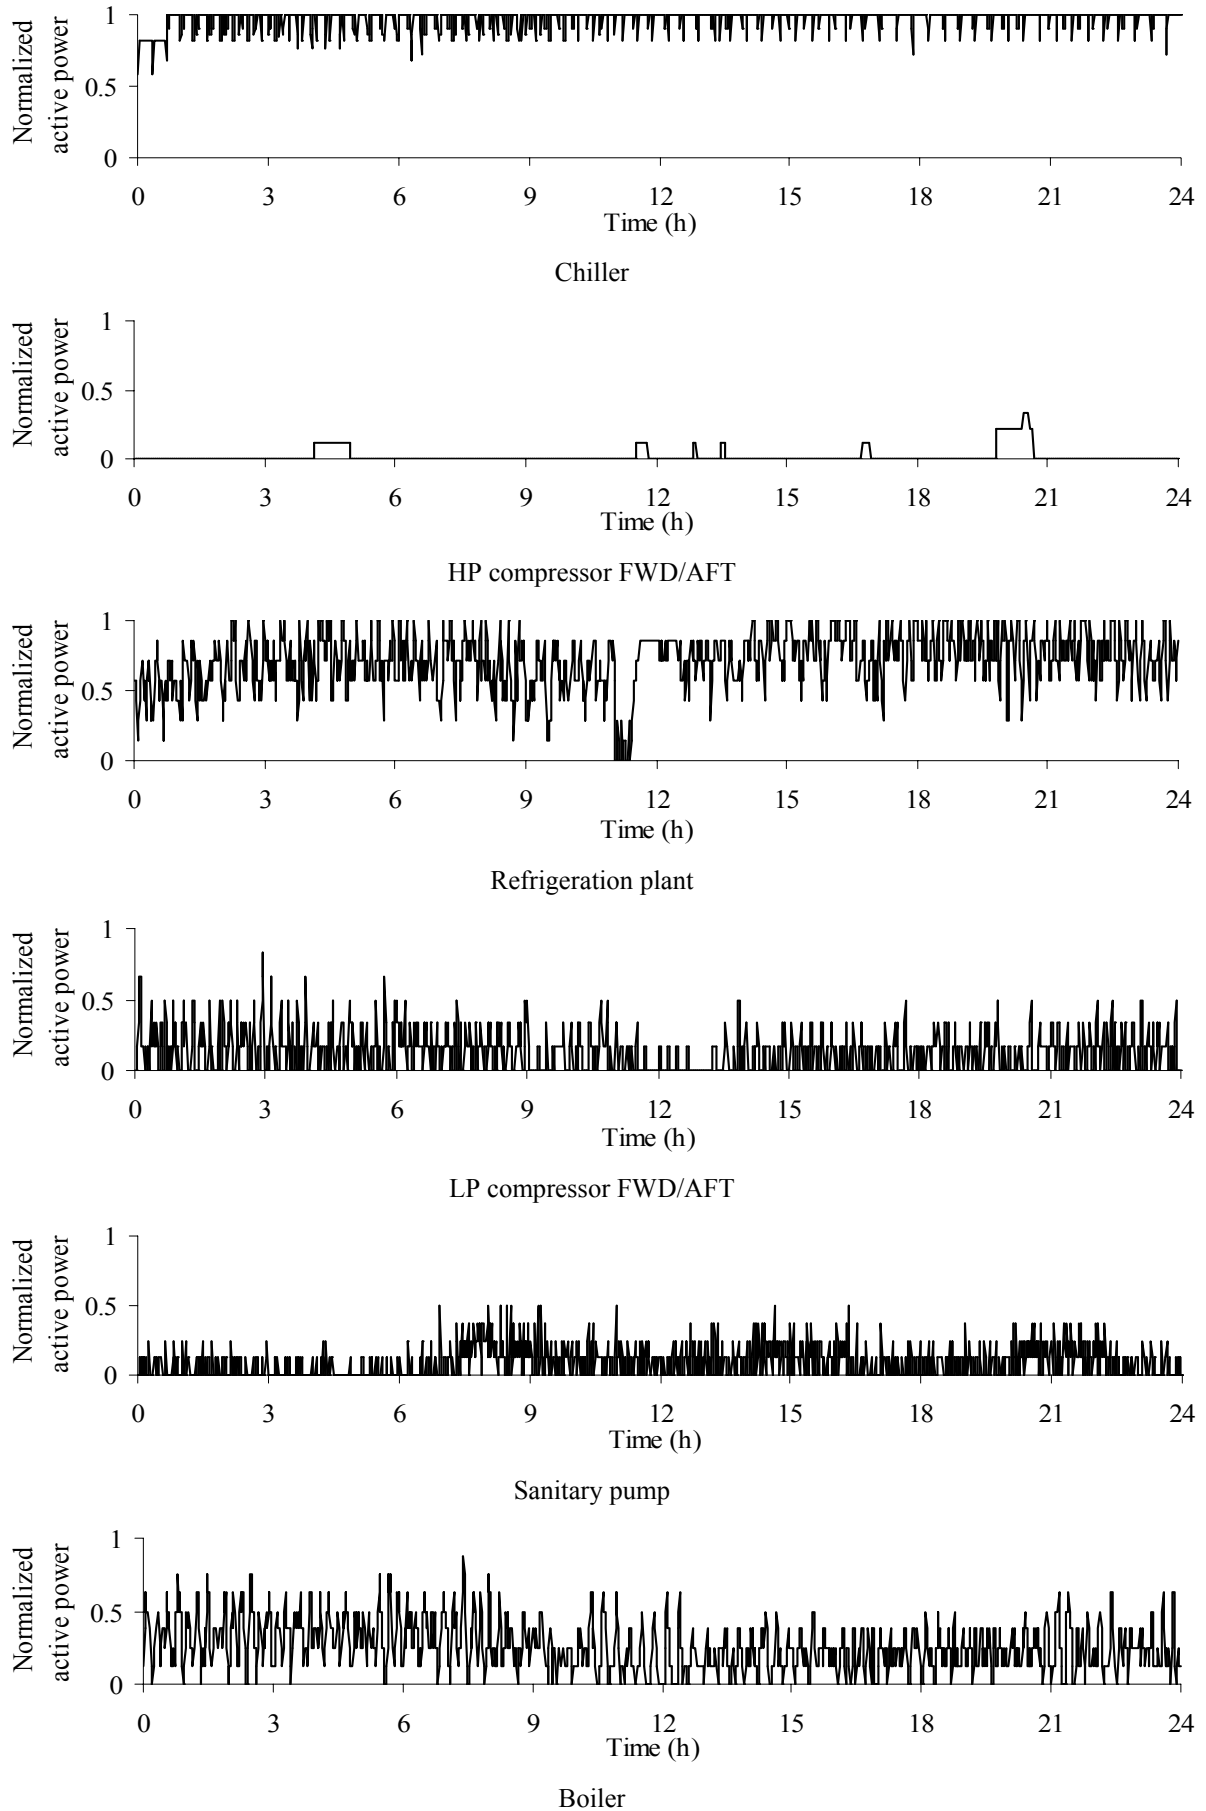 Normalized
active power
1
0.5
0
0 3 6 9 12 15 18 21 24
Time (h)
Chiller
Normalized
active power
1
0.5
0
0 3 6 9 12 15 18 21 24
Time (h)
HP compressor FWD/AFT
Normalized
active power
1
0.5
0
0 3 6 9 12 15 18 21 24
Time (h)
Refrigeration plant
Normalized
active power
1
0.5
0
0 3 6 9 12 15 18 21 24
Time (h)
LP compressor FWD/AFT
Normalized
active power
1
0.5
0
0 3 6 9 12 15 18 21 24
Time (h)
Sanitary pump
Normalized
active power
1
0.5
0
0 3 6 9 12 15 18 21 24
Time (h)
Boiler